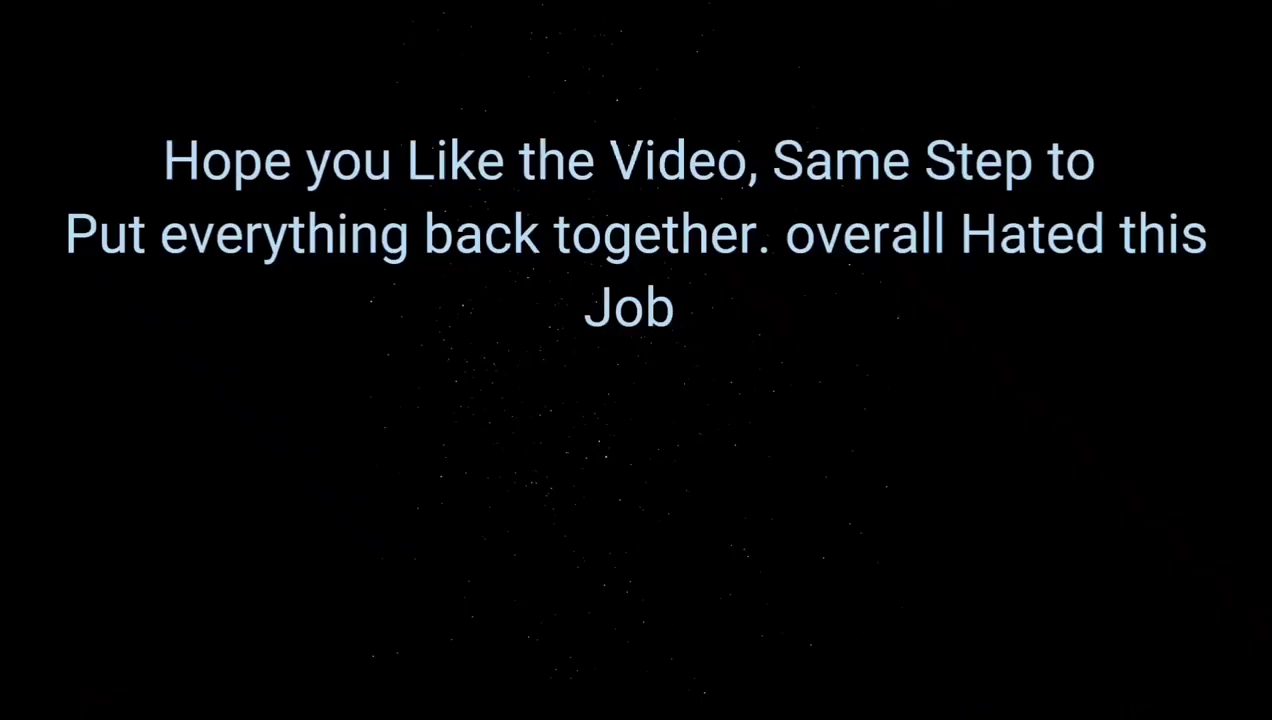 Hope you Like the Video, Same Step to
Put everything back together. overall Hated this
Job